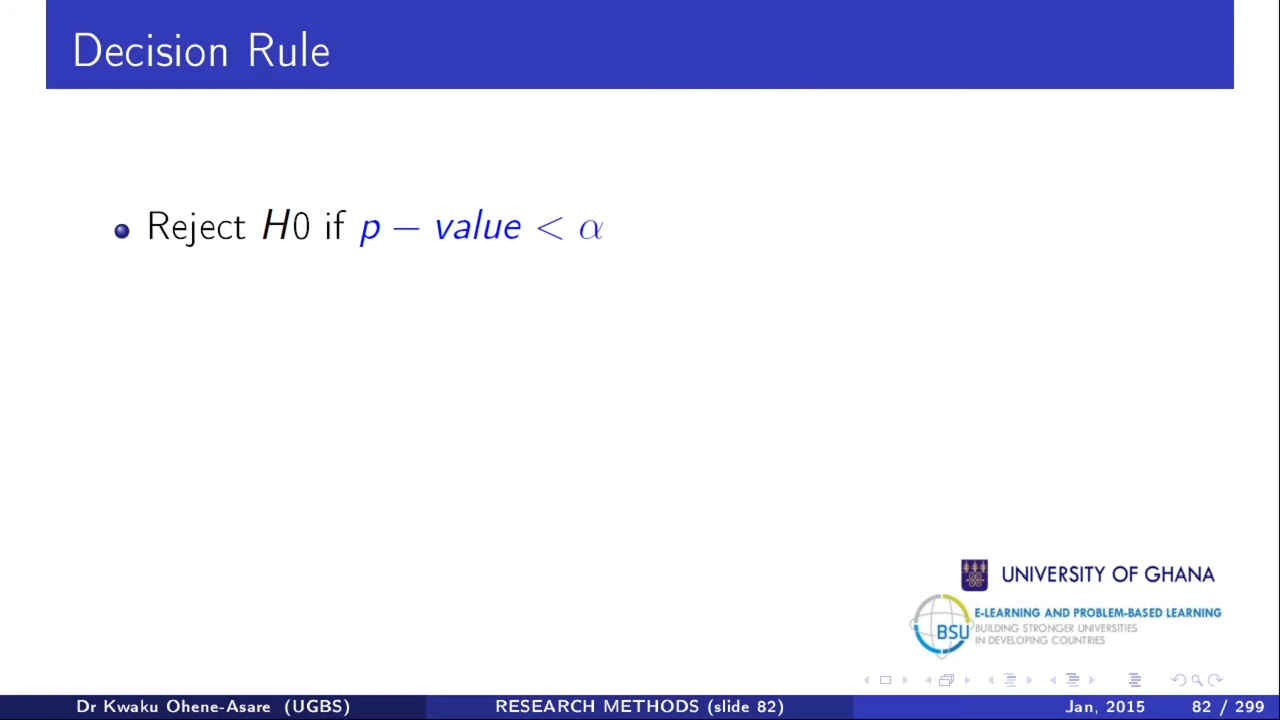 Decision Rule
Reject H0 if p − value < α
UNIVERSITY OF GHANA
E-LEARNING AND PROBLEM-BASED LEARNING
BSU
BUILDING STRONGER UNIVERSITIES
IN DEVELOPING COUNTRIES
Dr Kwaku Ohene-Asare (UGBS) RESEARCH METHODS (slide 82) Jan, 2015 82 / 299